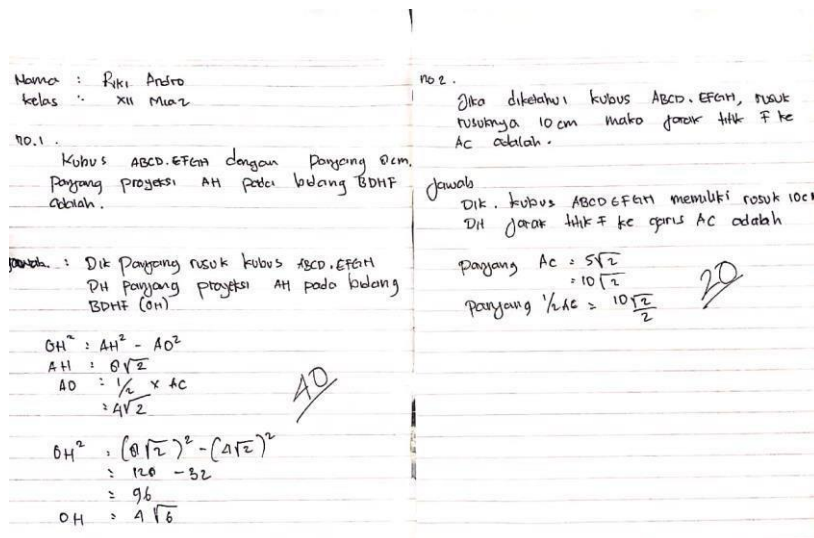 Nama : Riki Andro
kelas : XII Mia2
no.1 .
Kubus ABCD.EFGH dengan Panjang 8cm.
Panjang proyeksi AH pada bidang BDHF
adalah.
Jawab : Dik Panjang rusuk kubus ABCD.EFGH
DH Panjang proyeksi AH pada bidang
BDHF (OH)
OH² : AH² - AO²
AH : 8√2
AO : 1/2 x AC
: 4√2
OH² : (8√2)² - (4√2)²
: 128 - 32
= 96
OH : 4√6
40
no 2 .
Jika diketahui kubus ABCD.EFGH, rusuk
rusuknya 10 cm maka jarak titik F ke
AC adalah.
Jawab
Dik . kubus ABCDEFGH memiliki rusuk 10cm
DH Jarak titik F ke garis AC adalah
Panjang AC = 5√2
= 10√2
Panjang 1/2 AC = 10√2/2
20